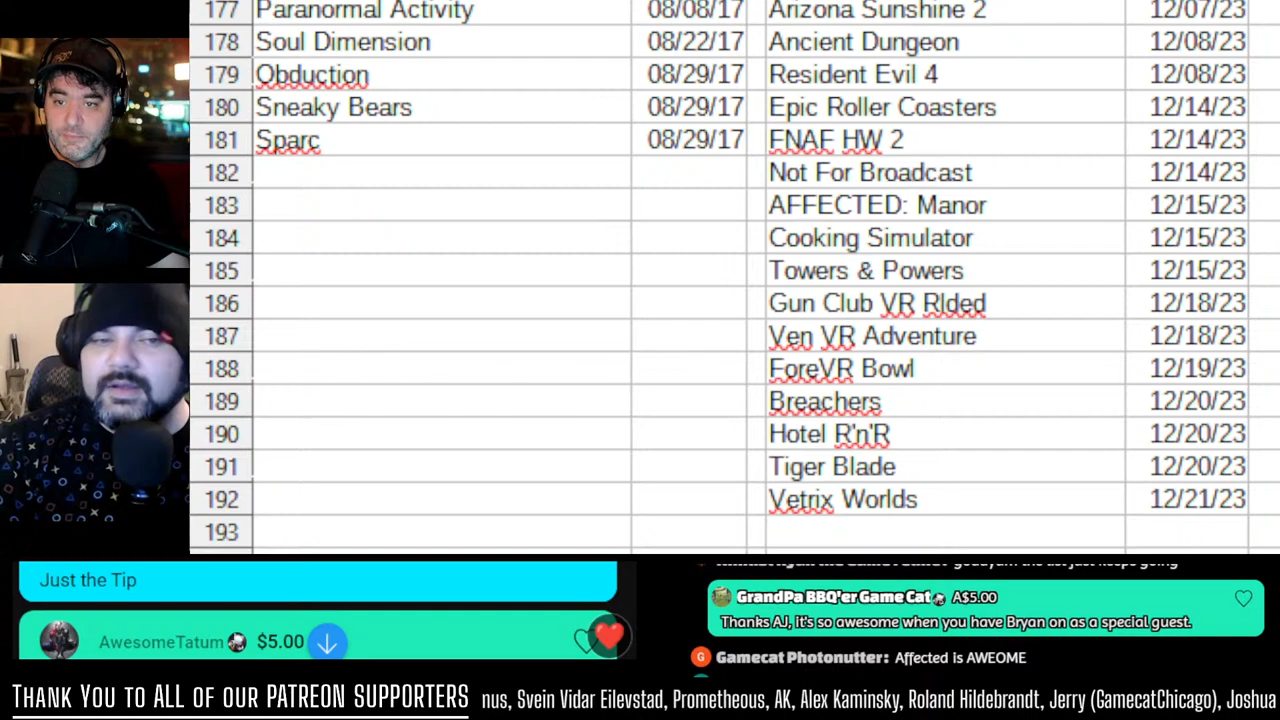 177 Paranormal Activity 08/08/17 Arizona Sunshine 2 12/07/23
178 Soul Dimension 08/22/17 Ancient Dungeon 12/08/23
179 Obduction 08/29/17 Resident Evil 4 12/08/23
180 Sneaky Bears 08/29/17 Epic Roller Coasters 12/14/23
181 Sparc 08/29/17 FNAF HW 2 12/14/23
182 Not For Broadcast 12/14/23
183 AFFECTED: Manor 12/15/23
184 Cooking Simulator 12/15/23
185 Towers & Powers 12/15/23
186 Gun Club VR Rlded 12/18/23
187 Ven VR Adventure 12/18/23
188 ForeVR Bowl 12/19/23
189 Breachers 12/20/23
190 Hotel R'n'R 12/20/23
191 Tiger Blade 12/20/23
192 Vetrix Worlds 12/21/23
193
Just the Tip
AwesomeTatum $5.00
just keeps going
GrandPa BBQ'er Game Cat A$5.00
Thanks AJ, it's so awesome when you have Bryan on as a special guest.
G Gamecat Photonutter: Affected is AWEOME
THANK YOU TO ALL OF OUR PATREON SUPPORTERS nus, Svein Vidar Eilevstad, Prometheous, AK, Alex Kaminsky, Roland Hildebrandt, Jerry (GamecatChicago), Joshua